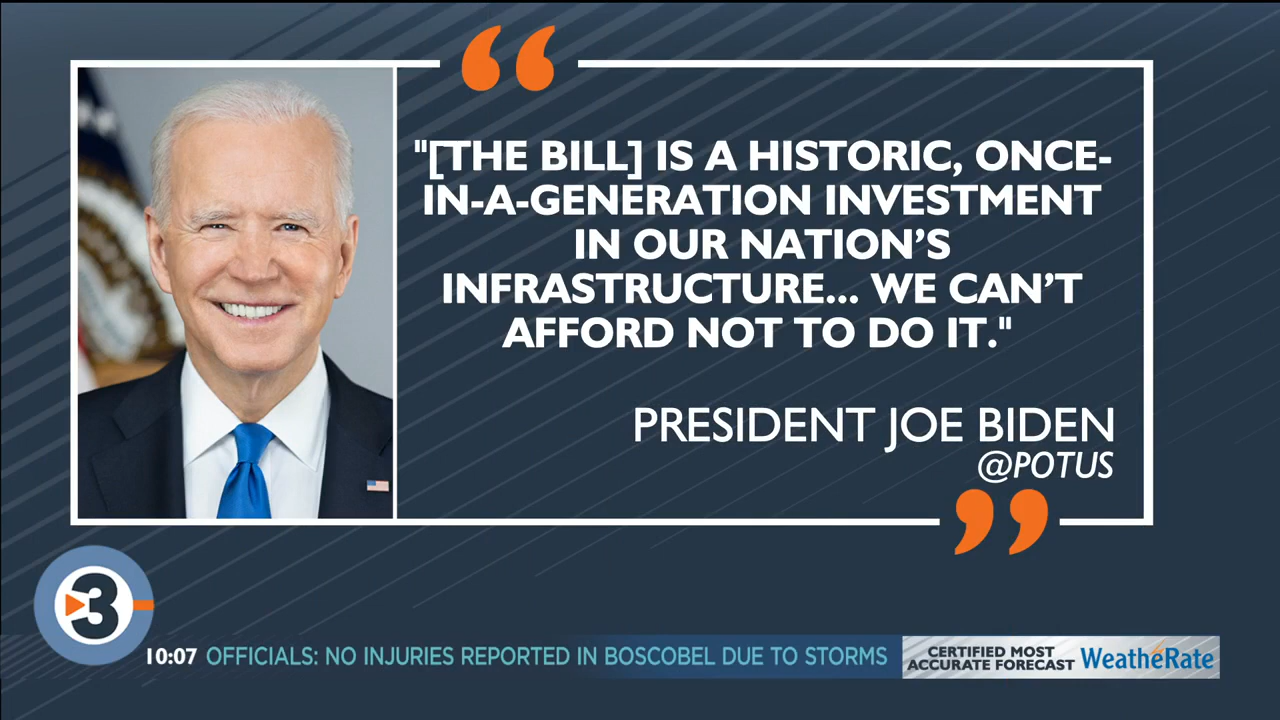 "[THE BILL] IS A HISTORIC, ONCE-
IN-A-GENERATION INVESTMENT
IN OUR NATION’S
INFRASTRUCTURE... WE CAN’T
AFFORD NOT TO DO IT."
PRESIDENT JOE BIDEN
@POTUS
3
10:07 OFFICIALS: NO INJURIES REPORTED IN BOSCOBEL DUE TO STORMS
CERTIFIED MOST
ACCURATE FORECAST
WeatheRate